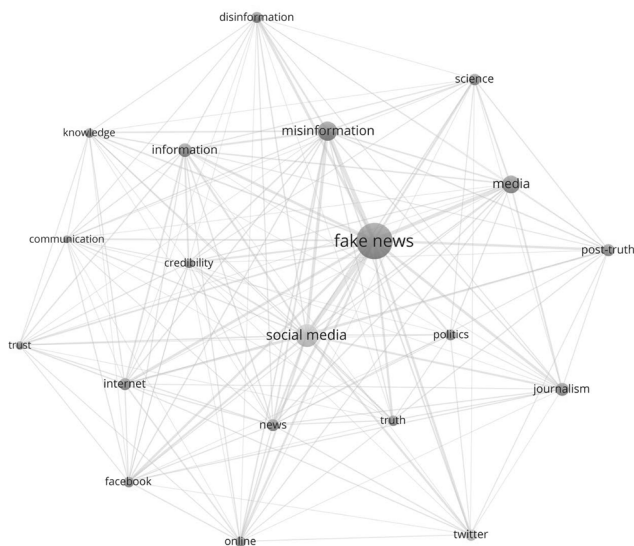 disinformation
science
knowledge
misinformation
information
media
communication
fake news
post-truth
credibility
trust
social media
politics
internet
journalism
news
truth
facebook
online
twitter